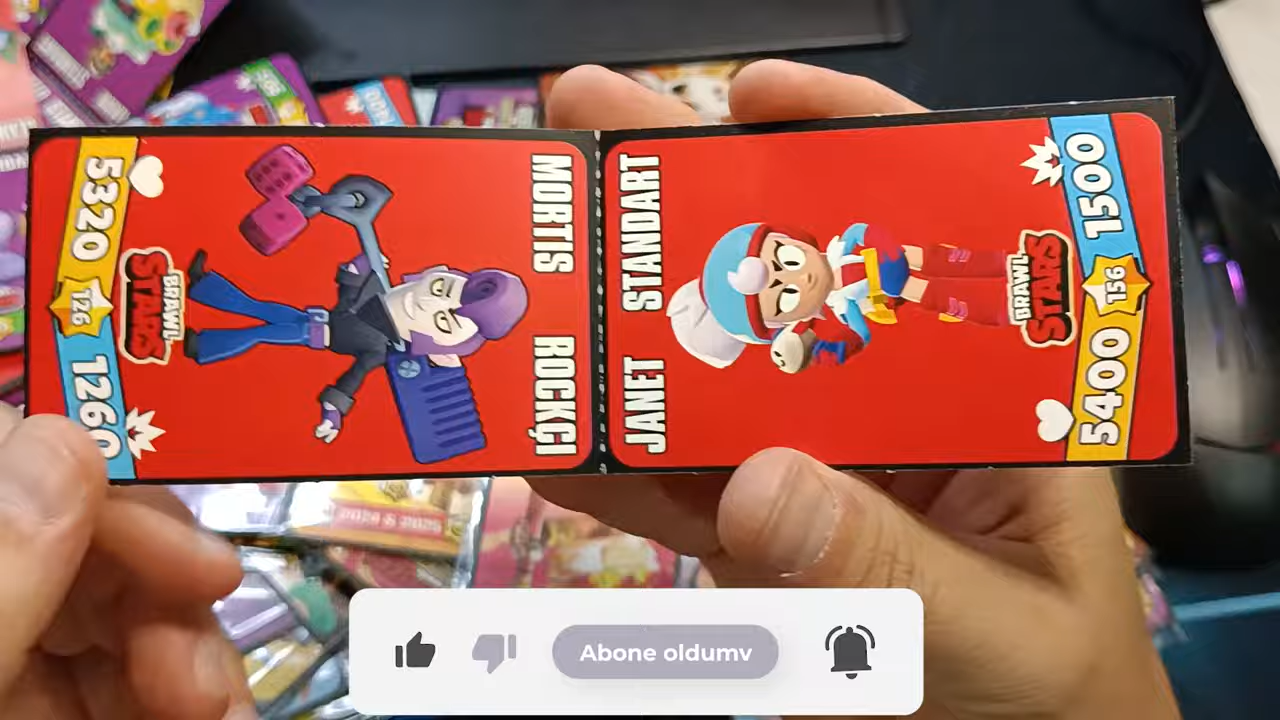 MORTIS
ROCKÇI
5320
126
1260
BRAWL
STARS
JANET
STANDART
1500
156
5400
BRAWL
STARS
Abone oldumv